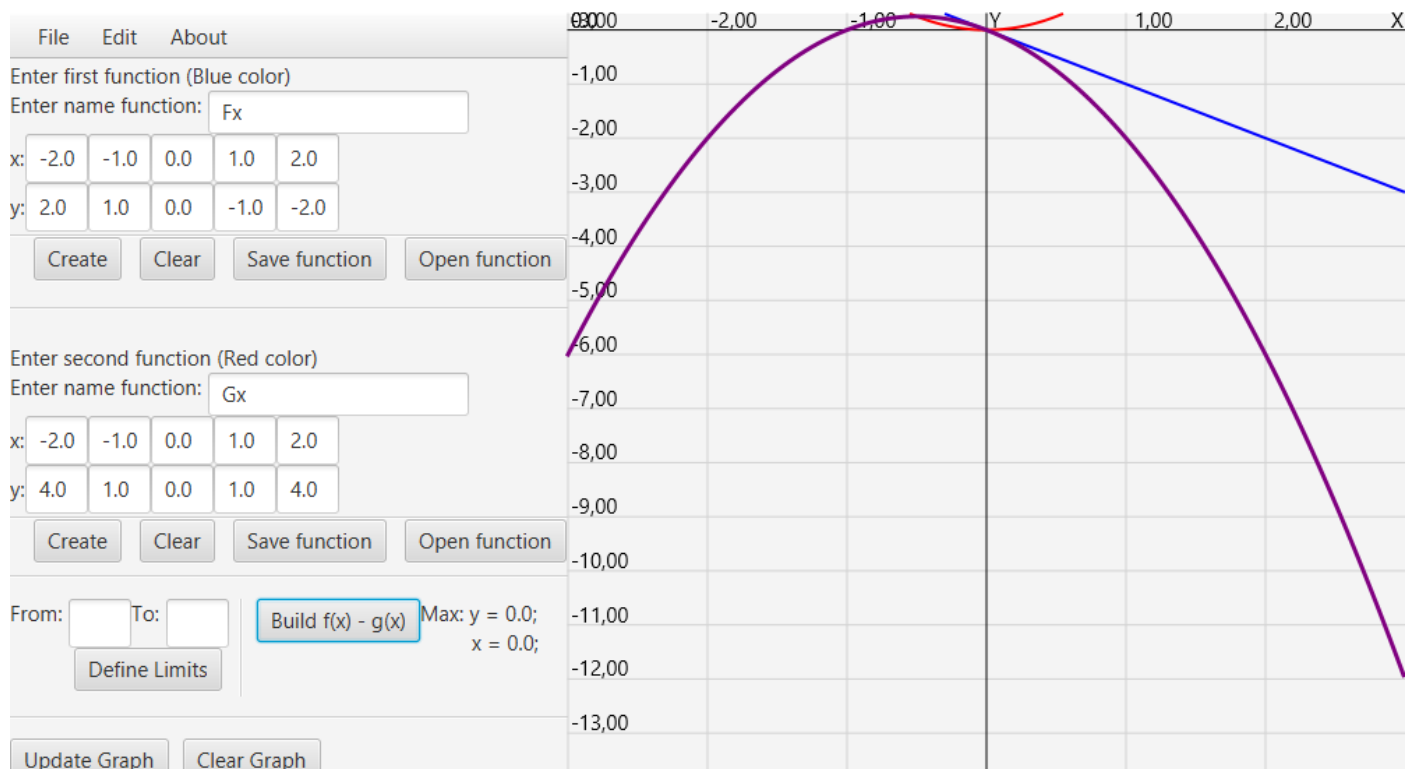 File Edit About
Enter first function (Blue color)
Enter name function: Fx
x: -2.0 -1.0 0.0 1.0 2.0
y: 2.0 1.0 0.0 -1.0 -2.0
Create Clear Save function Open function
Enter second function (Red color)
Enter name function: Gx
x: -2.0 -1.0 0.0 1.0 2.0
y: 4.0 1.0 0.0 1.0 4.0
Create Clear Save function Open function
From: To: Build f(x) - g(x) Max: y = 0.0;
x = 0.0;
Define Limits
Update Graph Clear Graph
-2,00 -1,00 Y 1,00 2,00 X
-1,00
-2,00
-3,00
-4,00
-5,00
-6,00
-7,00
-8,00
-9,00
-10,00
-11,00
-12,00
-13,00